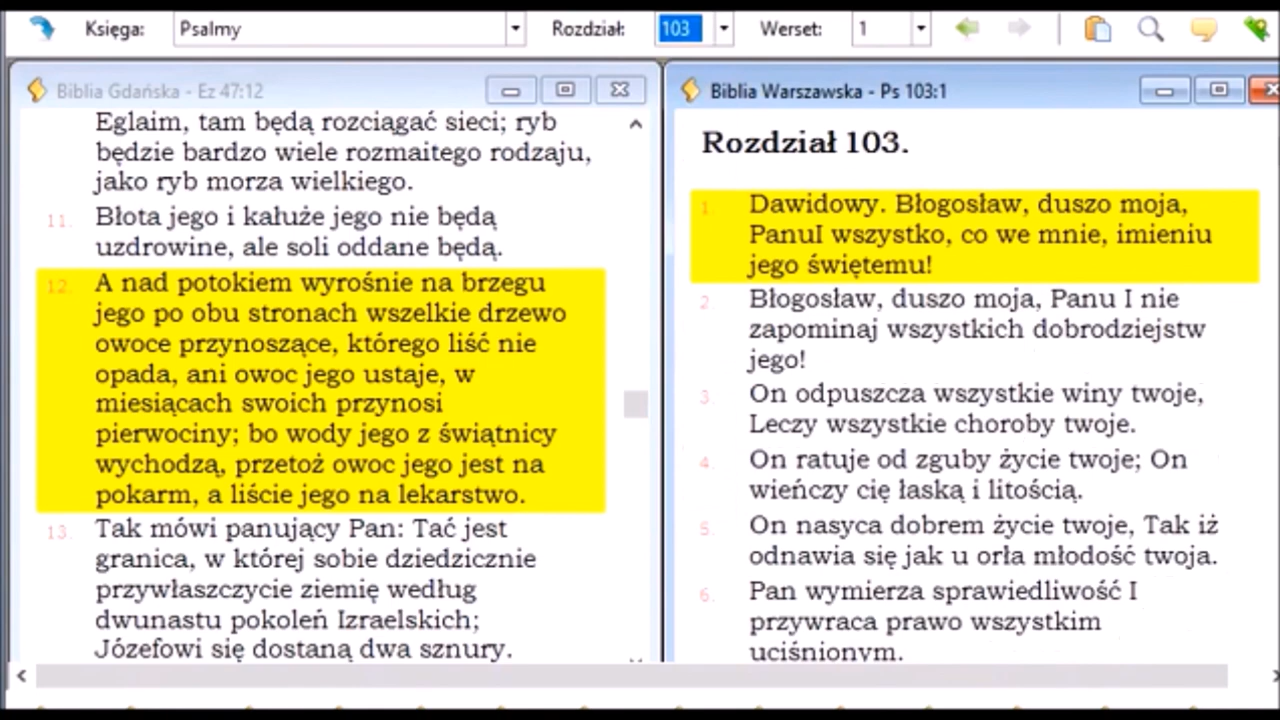 Księga: Psalmy Rozdział: 103 Werset: 1
Biblia Gdańska - Ez 47:12
Eglaim, tam będą rozciągać sieci; ryb
będzie bardzo wiele rozmaitego rodzaju,
jako ryb morza wielkiego.
11. Błota jego i kałuże jego nie będą
uzdrowine, ale soli oddane będą.
12. A nad potokiem wyrośnie na brzegu
jego po obu stronach wszelkie drzewo
owoce przynoszące, którego liść nie
opada, ani owoc jego ustaje, w
miesiącach swoich przynosi
pierwociny; bo wody jego z świątnicy
wychodzą, przetoż owoc jego jest na
pokarm, a liście jego na lekarstwo.
13. Tak mówi panujący Pan: Tać jest
granica, w której sobie dziedzicznie
przywłaszczycie ziemię według
dwunastu pokoleń Izraelskich;
Józefowi się dostaną dwa sznury.
Biblia Warszawska - Ps 103:1
Rozdział 103.
1. Dawidowy. Błogosław, duszo moja,
PanuI wszystko, co we mnie, imieniu
jego świętemu!
2. Błogosław, duszo moja, Panu I nie
zapominaj wszystkich dobrodziejstw
jego!
3. On odpuszcza wszystkie winy twoje,
Leczy wszystkie choroby twoje.
4. On ratuje od zguby życie twoje; On
wieńczy cię łaską i litością.
5. On nasyca dobrem życie twoje, Tak iż
odnawia się jak u orła młodość twoja.
6. Pan wymierza sprawiedliwość I
przywraca prawo wszystkim
uciśnionym.